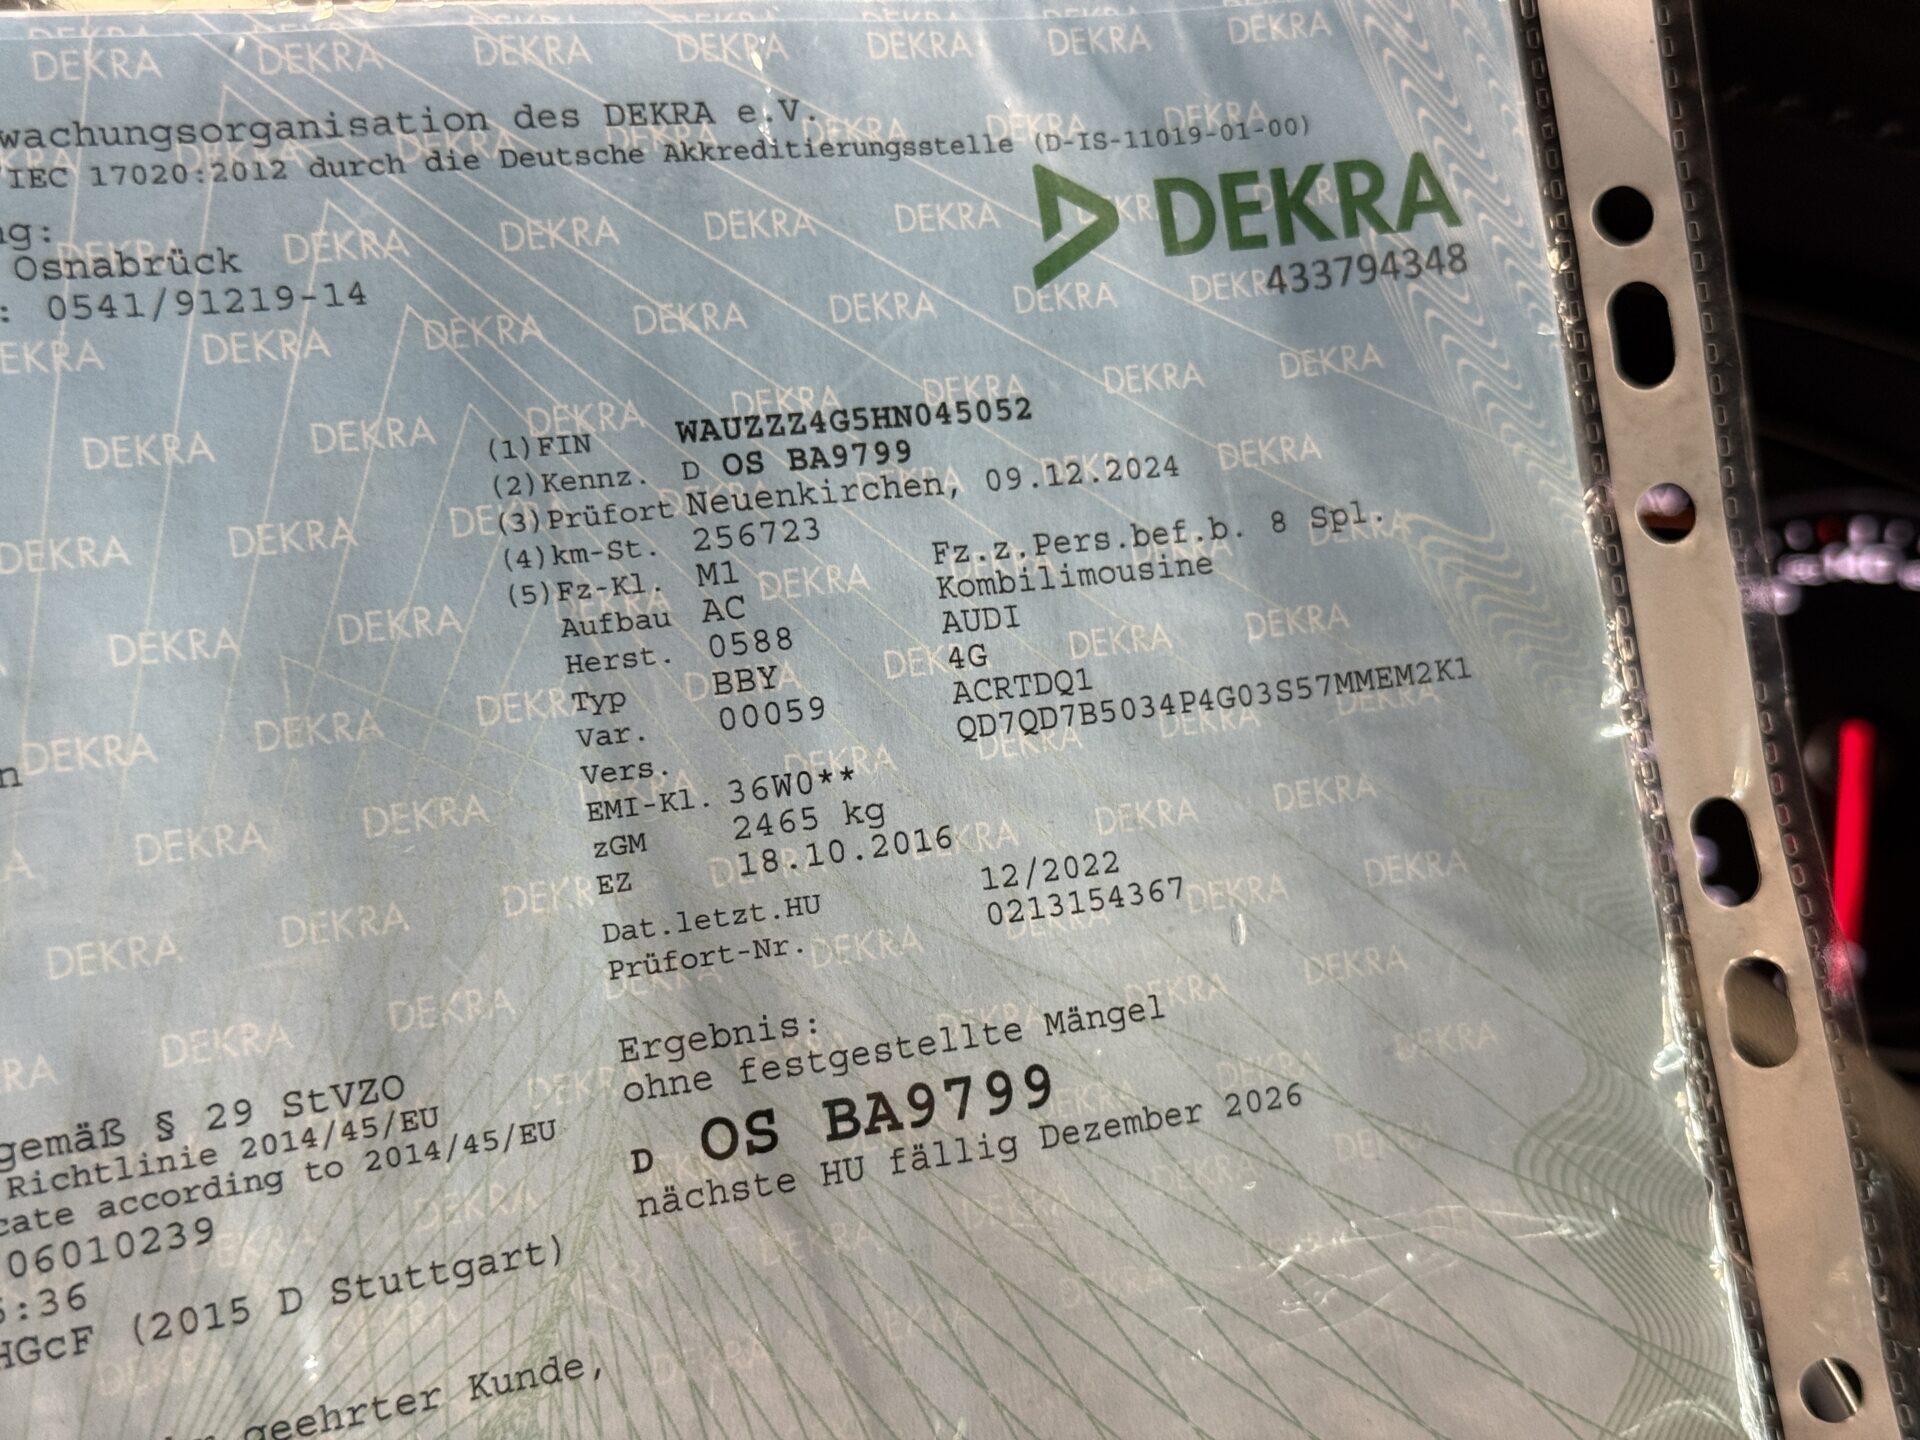 wachungsorganisation des DEKRA e.V.
IEC 17020:2012 durch die Deutsche Akkreditierungsstelle (D-IS-11019-01-00)
DEKRA
433794348
Osnabrück
: 0541/91219-14
(1)FIN WAUZZZ4G5HN045052
(2)Kennz. D OS BA9799
(3)Prüfort Neuenkirchen, 09.12.2024
(4)km-St. 256723
(5)Fz-Kl. M1 Fz.z.Pers.bef.b. 8 Spl.
Aufbau AC Kombilimousine
Herst. 0588 AUDI
Typ BBY 4G
Var. 00059 ACRTDQ1
Vers. QD7QD7B5034P4G03S57MMEM2K1
EMI-Kl. 36W0**
zGM 2465 kg
EZ 18.10.2016
Dat.letzt.HU 12/2022
Prüfort-Nr. 0213154367
Ergebnis:
ohne festgestellte Mängel
D OS BA9799
nächste HU fällig Dezember 2026
gemäß § 29 StVZO
Richtlinie 2014/45/EU
cate according to 2014/45/EU
06010239
:36
HGcF (2015 D Stuttgart)
geehrter Kunde,